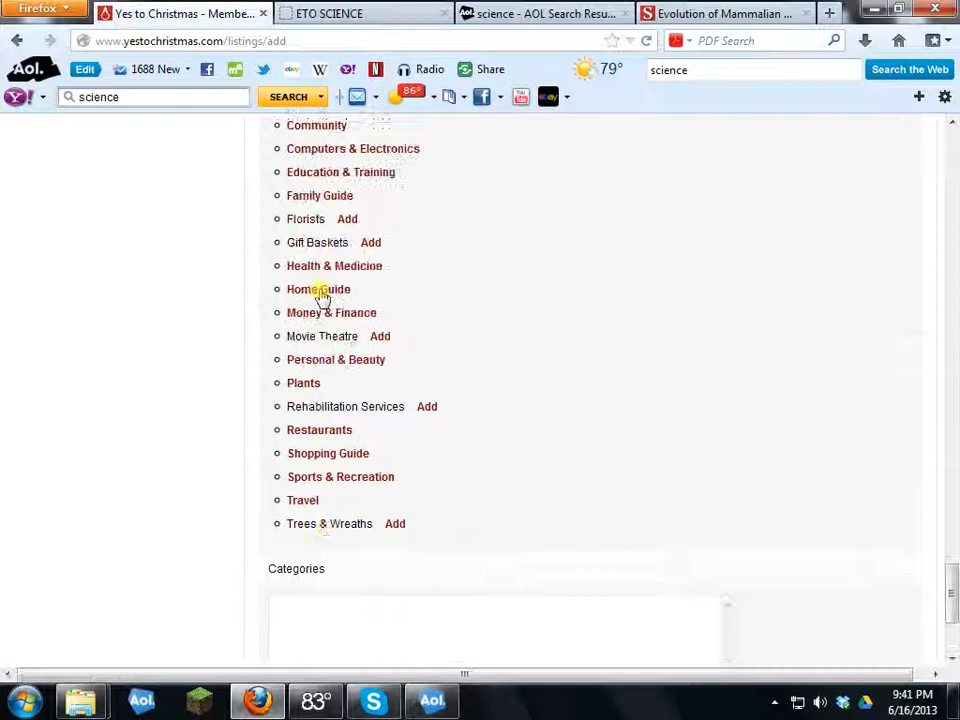 Firefox
Yes to Christmas - Membe...
ETO SCIENCE
Aol. science - AOL Search Resu...
S Evolution of Mammalian ...
www.yestochristmas.com/listings/add
PDF Search
Aol.
Edit
1688 New
Radio
Share
79°
science
Search the Web
science
SEARCH
86°
Community
Computers & Electronics
Education & Training
Family Guide
Florists Add
Gift Baskets Add
Health & Medicine
Home Guide
Money & Finance
Movie Theatre Add
Personal & Beauty
Plants
Rehabilitation Services Add
Restaurants
Shopping Guide
Sports & Recreation
Travel
Trees & Wreaths Add
Categories
Aol.
83°
Aol.
9:41 PM
6/16/2013